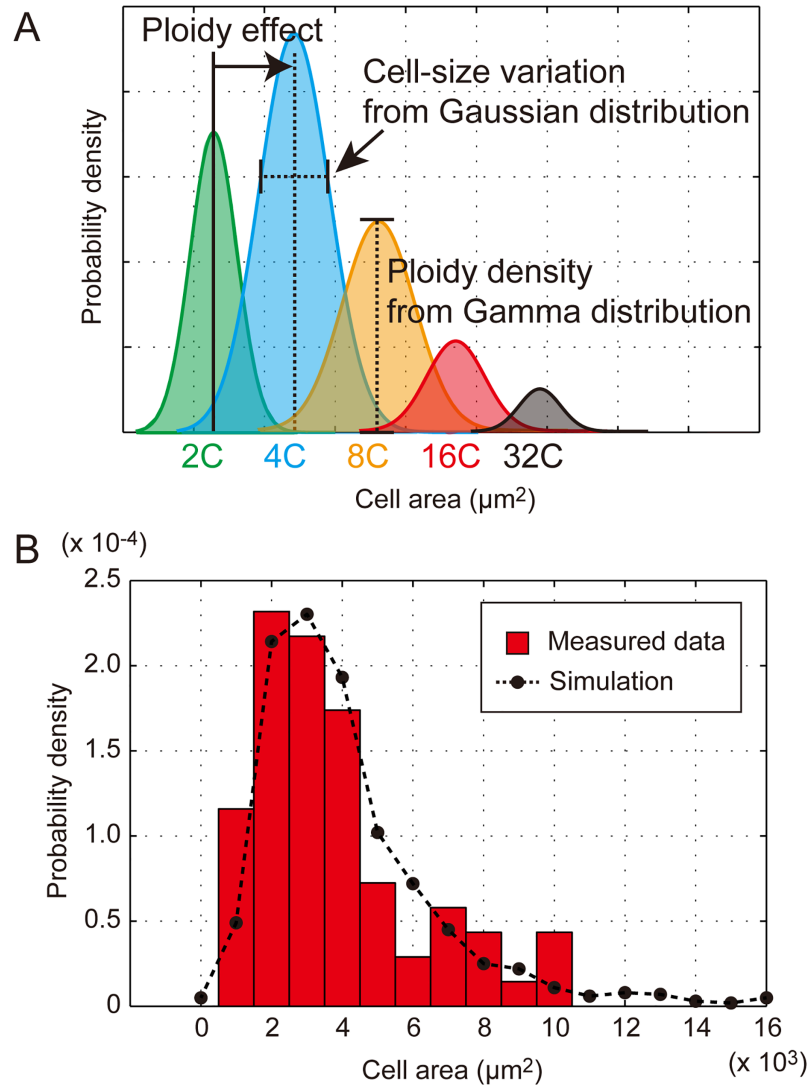 A
Ploidy effect
Cell-size variation
from Gaussian distribution
Ploidy density
from Gamma distribution
Probability density
2C 4C 8C 16C 32C
Cell area (μm²)
B
(x 10⁻⁴)
2.5
2.0
1.5
1.0
0.5
0
Probability density
Measured data
Simulation
0 2 4 6 8 10 12 14 16
Cell area (μm²)
(x 10³)